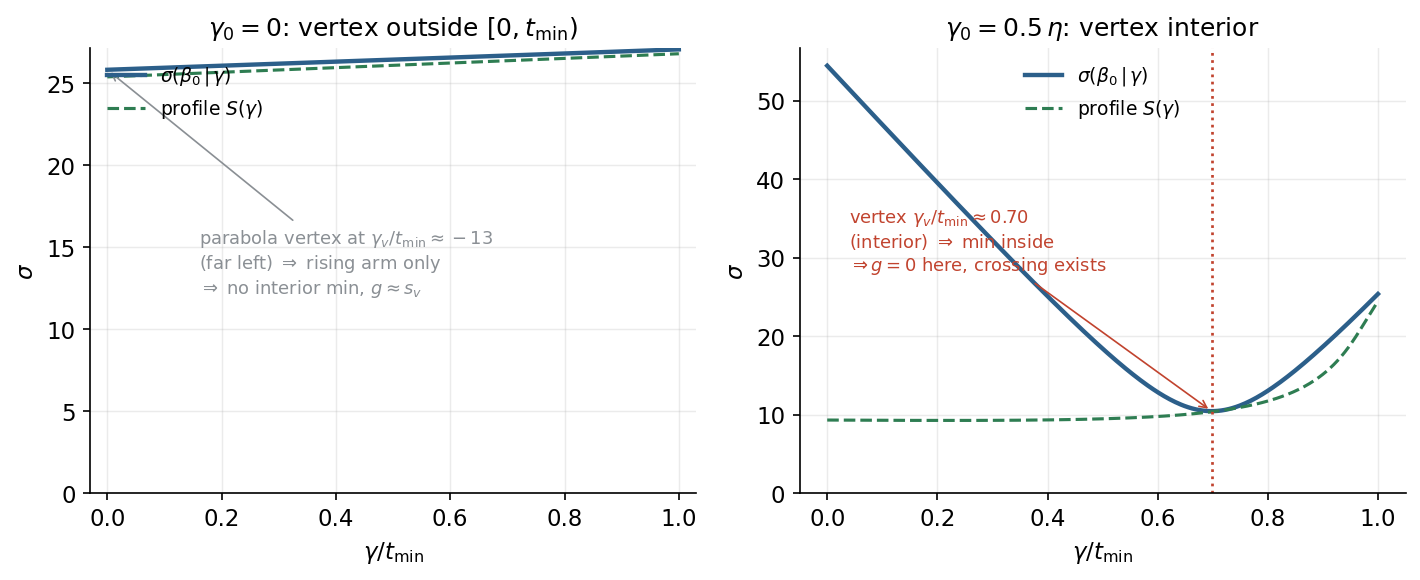 γ₀ = 0: vertex outside [0, t_min)
σ
25
20
15
10
5
0
σ(β₀ | γ)
profile S(γ)
parabola vertex at γ_v/t_min ≈ −13
(far left) ⇒ rising arm only
⇒ no interior min, g ≈ s_v
0.0 0.2 0.4 0.6 0.8 1.0
γ/t_min
γ₀ = 0.5 η: vertex interior
σ
50
40
30
20
10
0
σ(β₀ | γ)
profile S(γ)
vertex γ_v/t_min ≈ 0.70
(interior) ⇒ min inside
⇒ g = 0 here, crossing exists
0.0 0.2 0.4 0.6 0.8 1.0
γ/t_min